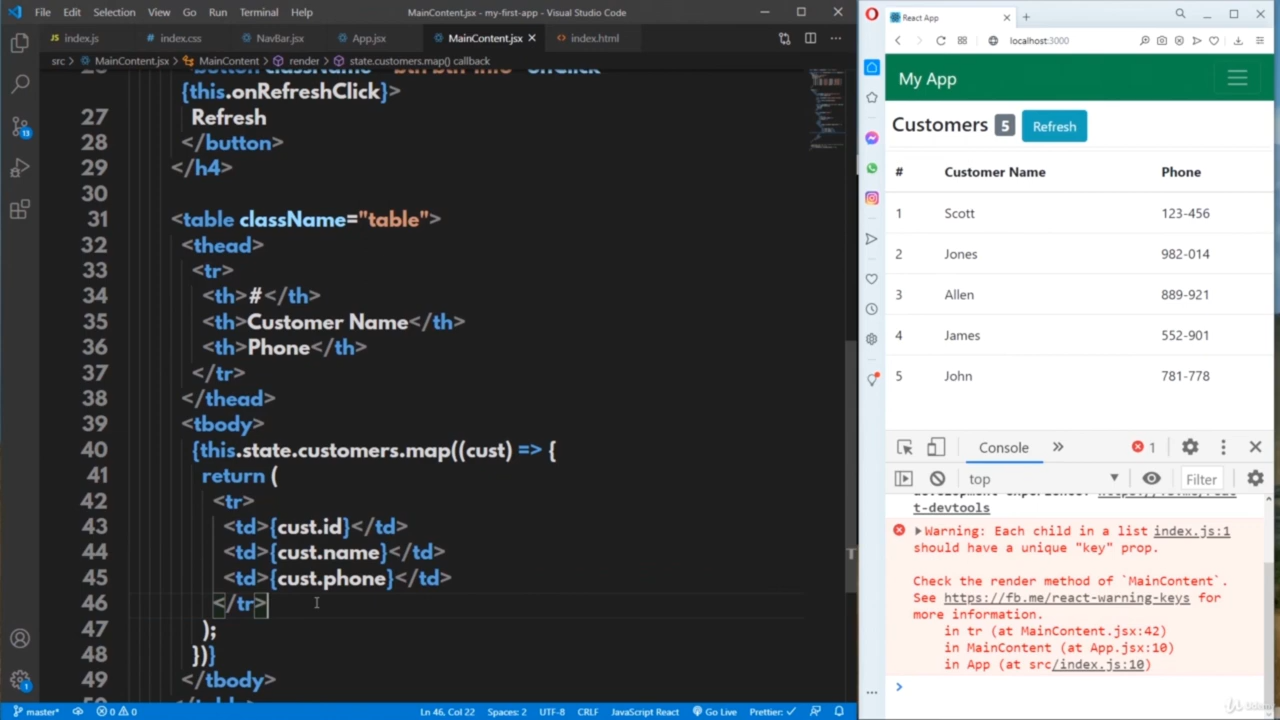 File Edit Selection View Go Run Terminal Help
MainContent.jsx - my-first-app - Visual Studio Code
index.js index.css NavBar.jsx App.jsx MainContent.jsx index.html
src > MainContent.jsx > MainContent > render > state.customers.map() callback
{this.onRefreshClick}>
27 Refresh
28 </button>
29 </h4>
30
31 <table className="table">
32 <thead>
33 <tr>
34 <th>#</th>
35 <th>Customer Name</th>
36 <th>Phone</th>
37 </tr>
38 </thead>
39 <tbody>
40 {this.state.customers.map((cust) => {
41 return (
42 <tr>
43 <td>{cust.id}</td>
44 <td>{cust.name}</td>
45 <td>{cust.phone}</td>
46 </tr>
47 );
48 })}
49 </tbody>
13
1
master* 0 0
Ln 46, Col 22 Spaces: 2 UTF-8 CRLF JavaScript React Go Live Prettier: ✓
React App
localhost:3000
My App
Customers 5 Refresh
# Customer Name Phone
1 Scott 123-456
2 Jones 982-014
3 Allen 889-921
4 James 552-901
5 John 781-778
Console » 1
top Filter
t-devtools
Warning: Each child in a list index.js:1
should have a unique "key" prop.
Check the render method of `MainContent`.
See https://fb.me/react-warning-keys for
more information.
in tr (at MainContent.jsx:42)
in MainContent (at App.jsx:10)
in App (at src/index.js:10)
>
Udemy